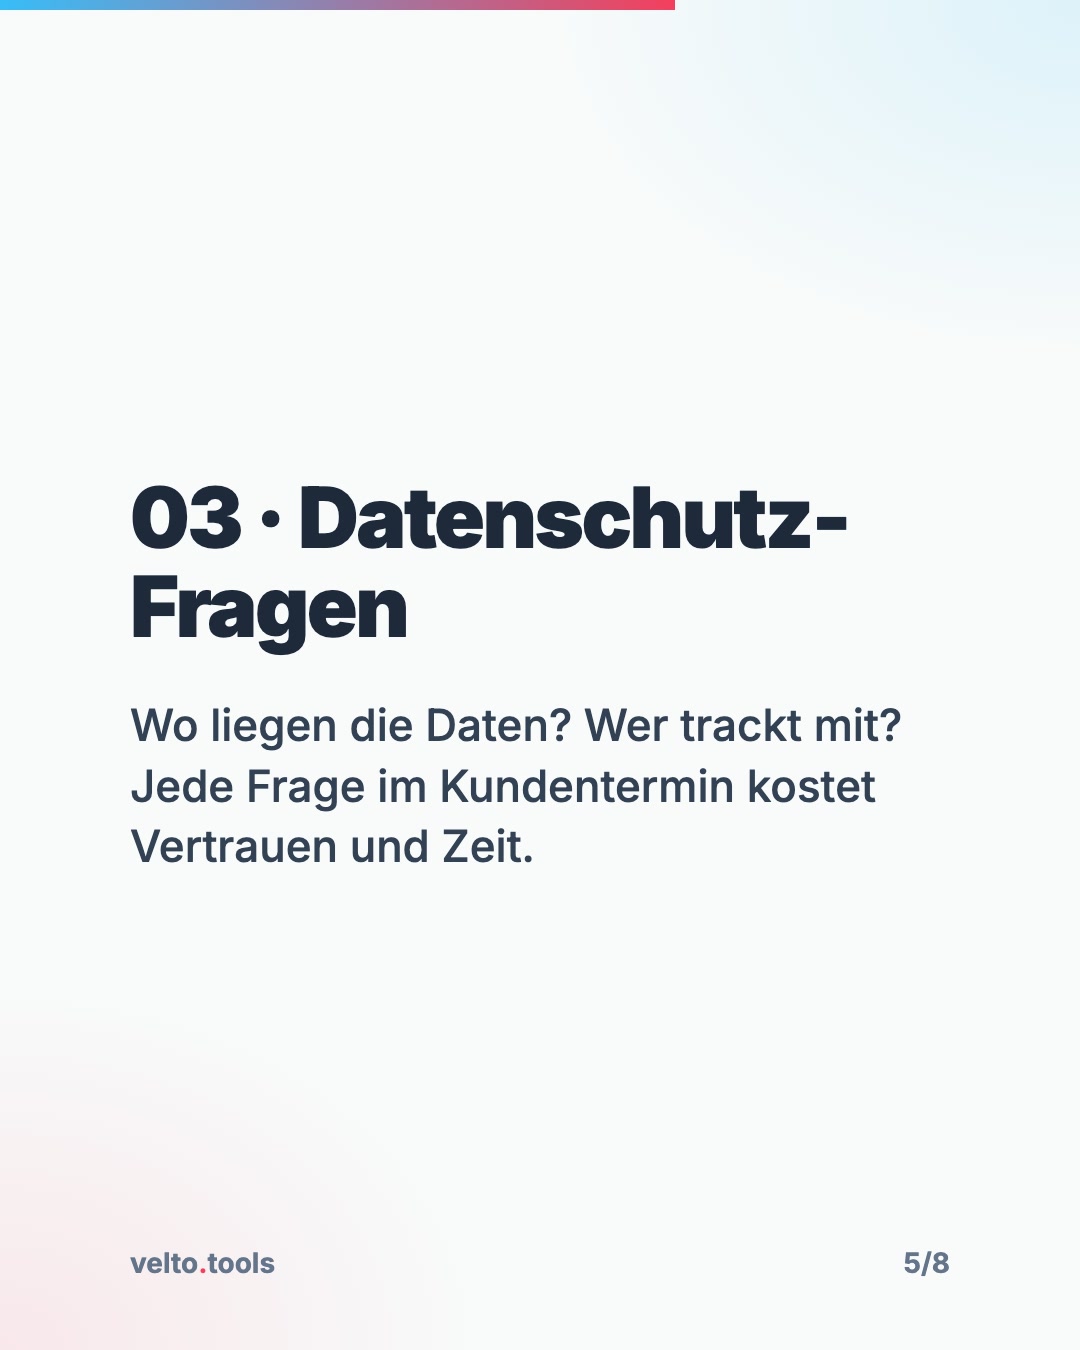 03 · Datenschutz-
Fragen
Wo liegen die Daten? Wer trackt mit?
Jede Frage im Kundentermin kostet
Vertrauen und Zeit.
velto.tools
5/8